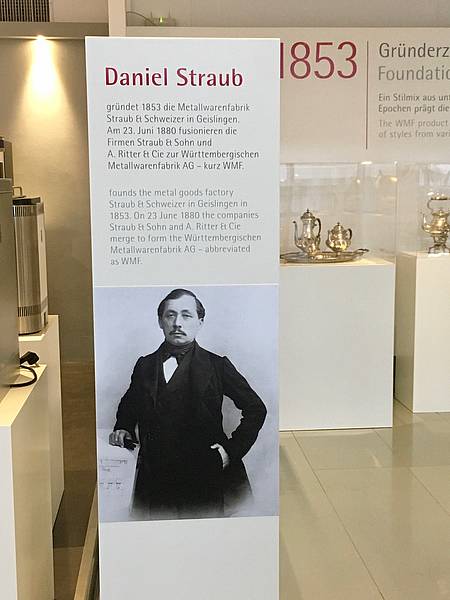 Daniel Straub
gründet 1853 die Metallwarenfabrik
Straub & Schweizer in Geislingen.
Am 23. Juni 1880 fusionieren die
Firmen Straub & Sohn und
A. Ritter & Cie zur Württembergischen
Metallwarenfabrik AG – kurz WMF.
founds the metal goods factory
Straub & Schweizer in Geislingen in
1853. On 23 June 1880 the companies
Straub & Sohn and A. Ritter & Cie
merge to form the Württembergischen
Metallwarenfabrik AG – abbreviated
as WMF.
1853
Gründerz
Foundatio
Ein Stilmix aus unt
Epochen prägt die
The WMF product
of styles from vari